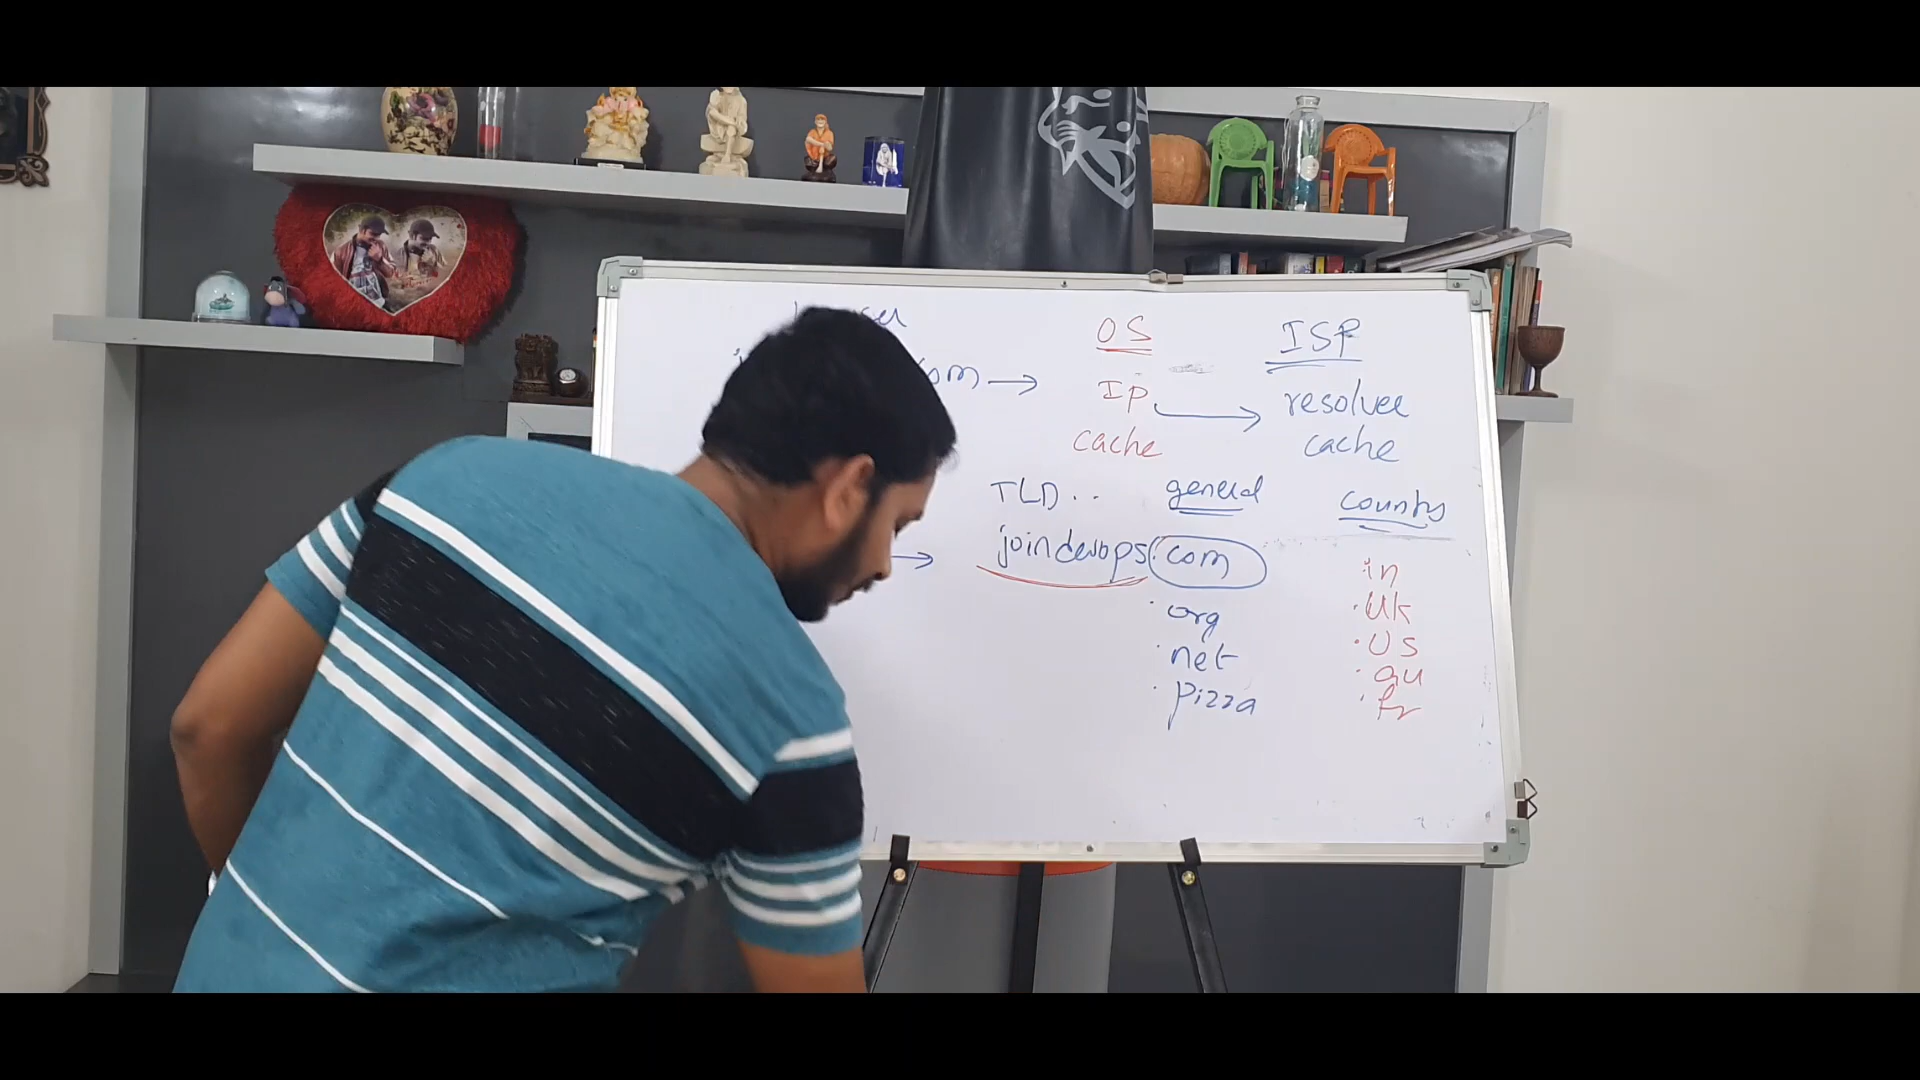 OS ISP
com → IP → resolver
cache cache
TLD.. general country
→ joindevops.com
.in
.org .uk
.net .us
.pizza .au
.fr